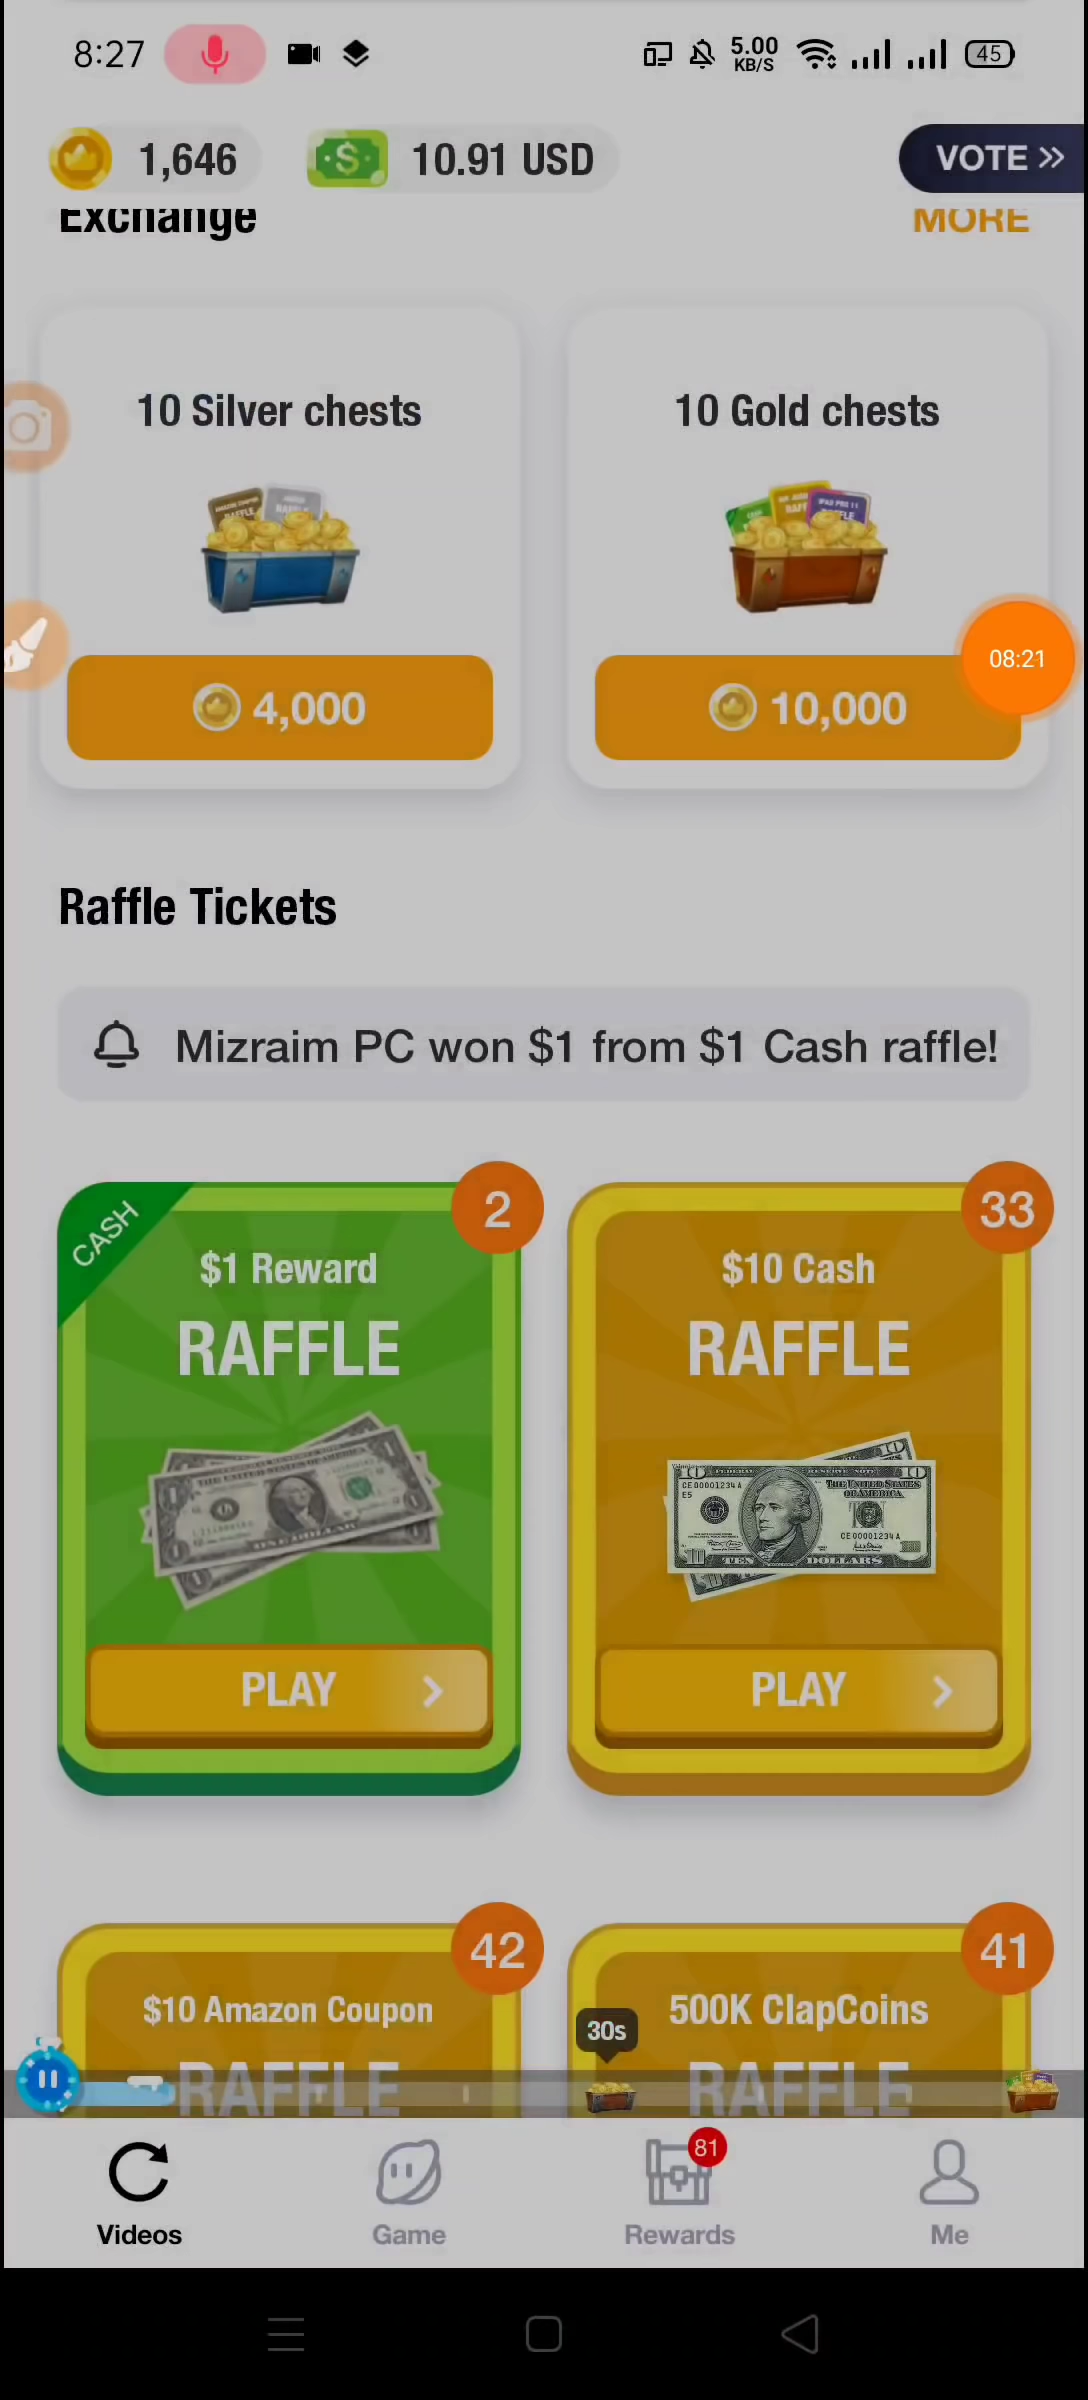 8:27
5.00
KB/S
45
1,646
10.91 USD
VOTE »
Exchange
MORE
10 Silver chests
10 Gold chests
4,000
10,000
08:21
Raffle Tickets
Mizraim PC won $1 from $1 Cash raffle!
CASH
2
$1 Reward
RAFFLE
PLAY
33
$10 Cash
RAFFLE
PLAY
42
$10 Amazon Coupon
RAFFLE
41
500K ClapCoins
RAFFLE
30s
81
Videos
Game
Rewards
Me